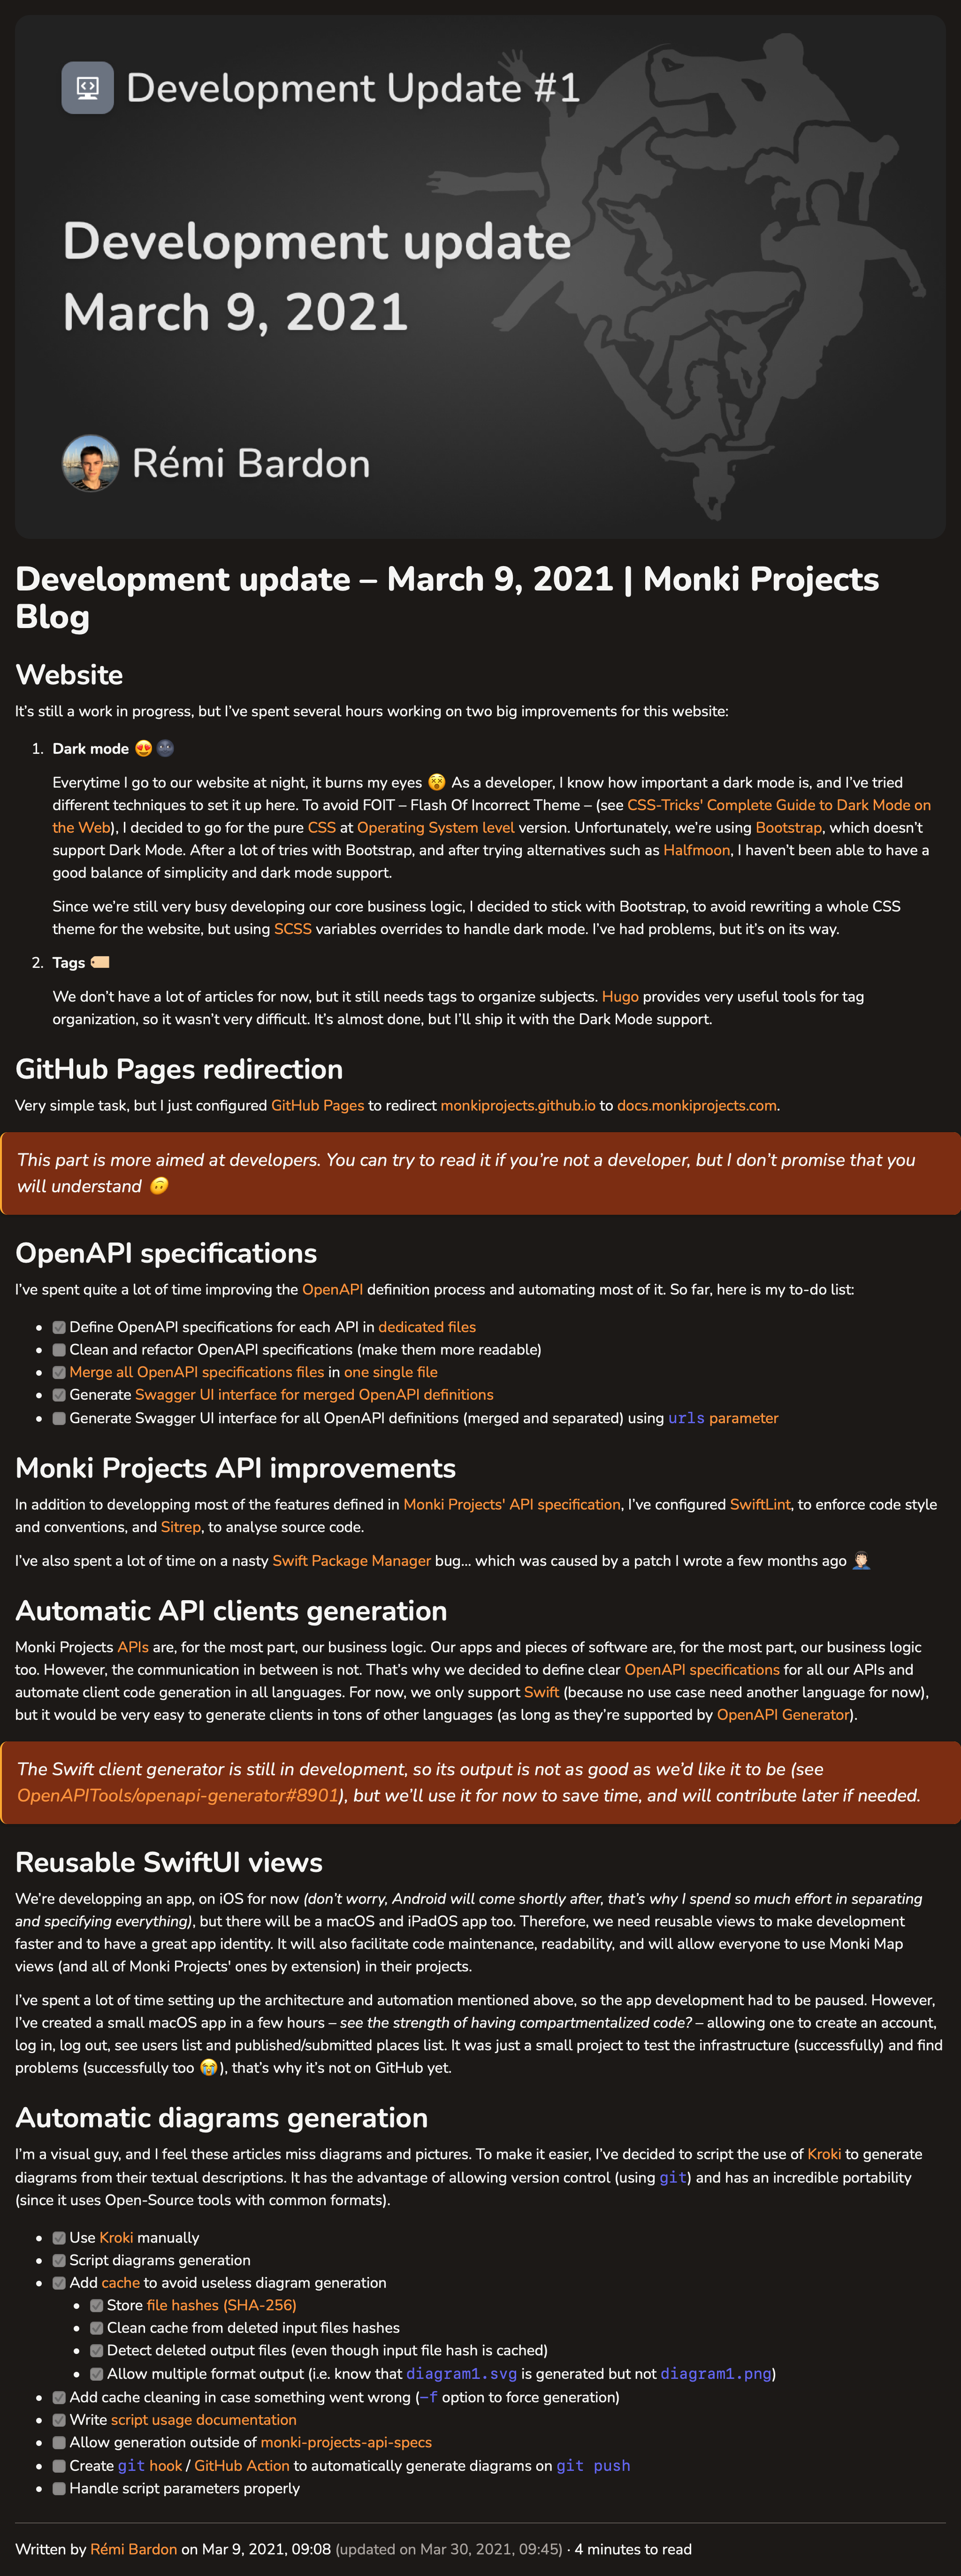 Development Update #1
Development update
March 9, 2021
Rémi Bardon
Development update – March 9, 2021 | Monki Projects
Blog
Website
It’s still a work in progress, but I’ve spent several hours working on two big improvements for this website:
1. Dark mode 😍🌚
Everytime I go to our website at night, it burns my eyes 😵 As a developer, I know how important a dark mode is, and I’ve tried
different techniques to set it up here. To avoid FOIT – Flash Of Incorrect Theme – (see CSS-Tricks' Complete Guide to Dark Mode on
the Web), I decided to go for the pure CSS at Operating System level version. Unfortunately, we’re using Bootstrap, which doesn’t
support Dark Mode. After a lot of tries with Bootstrap, and after trying alternatives such as Halfmoon, I haven’t been able to have a
good balance of simplicity and dark mode support.
Since we’re still very busy developing our core business logic, I decided to stick with Bootstrap, to avoid rewriting a whole CSS
theme for the website, but using SCSS variables overrides to handle dark mode. I’ve had problems, but it’s on its way.
2. Tags 🏷️
We don’t have a lot of articles for now, but it still needs tags to organize subjects. Hugo provides very useful tools for tag
organization, so it wasn’t very difficult. It’s almost done, but I’ll ship it with the Dark Mode support.
GitHub Pages redirection
Very simple task, but I just configured GitHub Pages to redirect monkiprojects.github.io to docs.monkiprojects.com.
This part is more aimed at developers. You can try to read it if you’re not a developer, but I don’t promise that you
will understand 🙃
OpenAPI specifications
I’ve spent quite a lot of time improving the OpenAPI definition process and automating most of it. So far, here is my to-do list:
• ☑ Define OpenAPI specifications for each API in dedicated files
• ☐ Clean and refactor OpenAPI specifications (make them more readable)
• ☑ Merge all OpenAPI specifications files in one single file
• ☑ Generate Swagger UI interface for merged OpenAPI definitions
• ☐ Generate Swagger UI interface for all OpenAPI definitions (merged and separated) using urls parameter
Monki Projects API improvements
In addition to developping most of the features defined in Monki Projects' API specification, I’ve configured SwiftLint, to enforce code style
and conventions, and Sitrep, to analyse source code.
I’ve also spent a lot of time on a nasty Swift Package Manager bug… which was caused by a patch I wrote a few months ago 🤦🏻‍♂️
Automatic API clients generation
Monki Projects APIs are, for the most part, our business logic. Our apps and pieces of software are, for the most part, our business logic
too. However, the communication in between is not. That’s why we decided to define clear OpenAPI specifications for all our APIs and
automate client code generation in all languages. For now, we only support Swift (because no use case need another language for now),
but it would be very easy to generate clients in tons of other languages (as long as they’re supported by OpenAPI Generator).
The Swift client generator is still in development, so its output is not as good as we’d like it to be (see
OpenAPITools/openapi-generator#8901), but we’ll use it for now to save time, and will contribute later if needed.
Reusable SwiftUI views
We’re developping an app, on iOS for now (don’t worry, Android will come shortly after, that’s why I spend so much effort in separating
and specifying everything), but there will be a macOS and iPadOS app too. Therefore, we need reusable views to make development
faster and to have a great app identity. It will also facilitate code maintenance, readability, and will allow everyone to use Monki Map
views (and all of Monki Projects' ones by extension) in their projects.
I’ve spent a lot of time setting up the architecture and automation mentioned above, so the app development had to be paused. However,
I’ve created a small macOS app in a few hours – see the strength of having compartmentalized code? – allowing one to create an account,
log in, log out, see users list and published/submitted places list. It was just a small project to test the infrastructure (successfully) and find
problems (successfully too 😭), that’s why it’s not on GitHub yet.
Automatic diagrams generation
I’m a visual guy, and I feel these articles miss diagrams and pictures. To make it easier, I’ve decided to script the use of Kroki to generate
diagrams from their textual descriptions. It has the advantage of allowing version control (using git) and has an incredible portability
(since it uses Open-Source tools with common formats).
• ☑ Use Kroki manually
• ☑ Script diagrams generation
• ☑ Add cache to avoid useless diagram generation
• ☑ Store file hashes (SHA-256)
• ☑ Clean cache from deleted input files hashes
• ☑ Detect deleted output files (even though input file hash is cached)
• ☑ Allow multiple format output (i.e. know that diagram1.svg is generated but not diagram1.png)
• ☑ Add cache cleaning in case something went wrong (-f option to force generation)
• ☑ Write script usage documentation
• ☐ Allow generation outside of monki-projects-api-specs
• ☐ Create git hook / GitHub Action to automatically generate diagrams on git push
• ☐ Handle script parameters properly
Written by Rémi Bardon on Mar 9, 2021, 09:08 (updated on Mar 30, 2021, 09:45) · 4 minutes to read